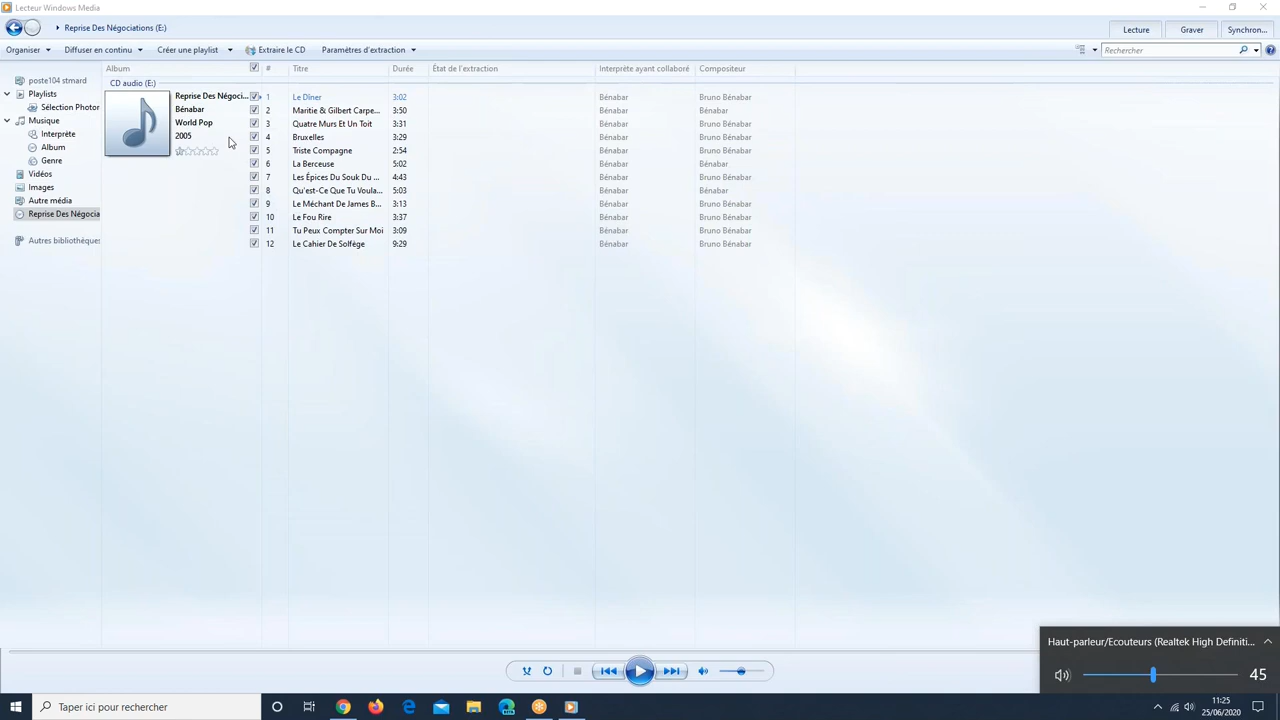 Lecteur Windows Media
Reprise Des Négociations (E:)
Lecture Graver Synchron...
Organiser Diffuser en continu Créer une playlist Extraire le CD Paramètres d'extraction Rechercher
Album # Titre Durée État de l'extraction Interprète ayant collaboré Compositeur
poste104 stmard
Playlists
Sélection Photor
Musique
Interprète
Album
Genre
Vidéos
Images
Autre média
Reprise Des Négocia
Autres bibliothèques
CD audio (E:)
Reprise Des Négoci...
Bénabar
World Pop
2005
1 Le Dîner 3:02 Bénabar Bruno Bénabar
2 Maritie & Gilbert Carpe... 3:50 Bénabar Bruno Bénabar
3 Quatre Murs Et Un Toit 3:31 Bénabar Bruno Bénabar
4 Bruxelles 3:29 Bénabar Bruno Bénabar
5 Triste Compagne 2:54 Bénabar Bruno Bénabar
6 La Berceuse 5:02 Bénabar Bénabar
7 Les Épices Du Souk Du ... 4:43 Bénabar Bruno Bénabar
8 Qu'est-Ce Que Tu Voula... 5:03 Bénabar Bénabar
9 Le Méchant De James B... 3:13 Bénabar Bruno Bénabar
10 Le Fou Rire 3:37 Bénabar Bruno Bénabar
11 Tu Peux Compter Sur Moi 3:09 Bénabar Bruno Bénabar
12 Le Cahier De Solfège 9:29 Bénabar Bruno Bénabar
Haut-parleur/Ecouteurs (Realtek High Definiti...
45
Taper ici pour rechercher
11:25
25/06/2020